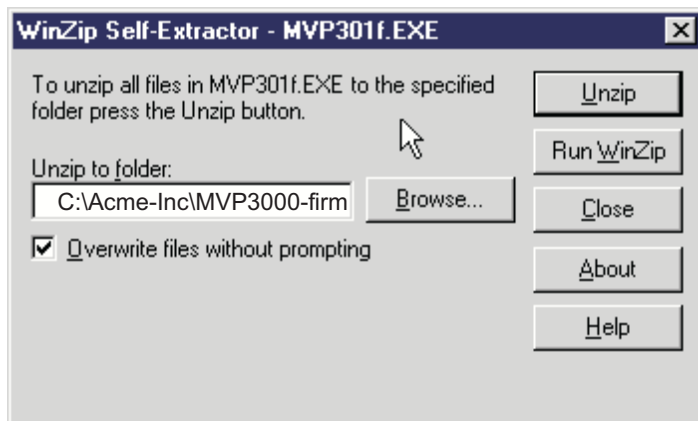 WinZip Self-Extractor - MVP301f.EXE
To unzip all files in MVP301f.EXE to the specified
folder press the Unzip button.
Unzip to folder:
C:\Acme-Inc\MVP3000-firm
Browse...
Overwrite files without prompting
Unzip
Run WinZip
Close
About
Help